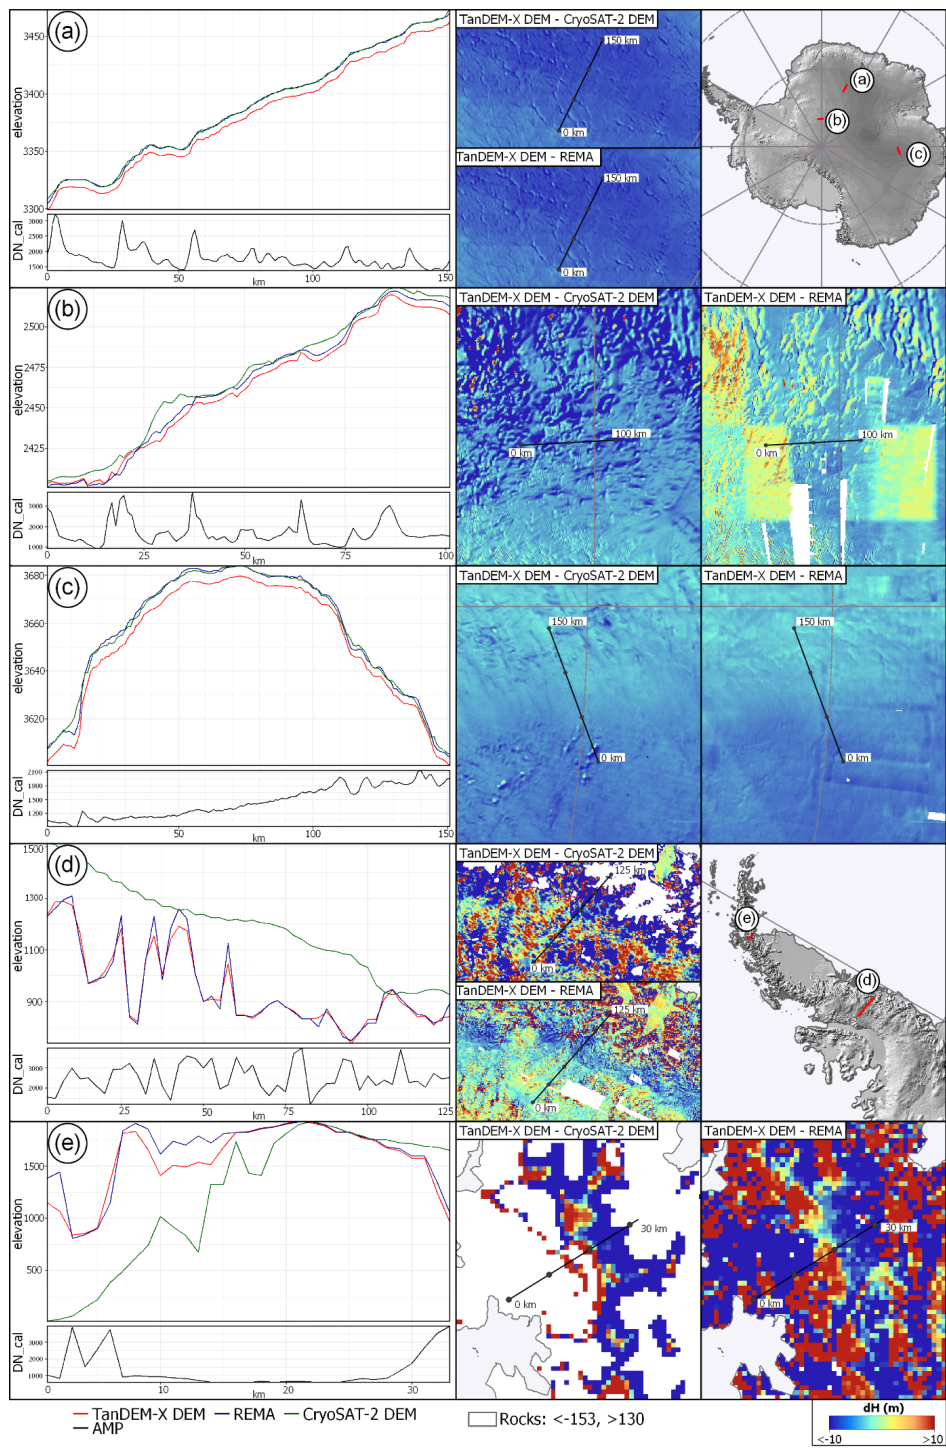 (a)
3450
3400
3350
3300
elevation
3000
2500
2000
1500
DN_cal
0
50
100
150
km
TanDEM-X DEM - CryoSAT-2 DEM
150 km
0 km
TanDEM-X DEM - REMA
150 km
0 km
(a)
(b)
(c)
(b)
2500
2475
2450
2425
elevation
3000
2000
1000
DN_cal
0
25
50
75
100
km
TanDEM-X DEM - CryoSAT-2 DEM
0 km
100 km
TanDEM-X DEM - REMA
0 km
100 km
(c)
3680
3660
3640
3620
elevation
2100
1800
1500
1200
DN_cal
0
50
100
150
km
TanDEM-X DEM - CryoSAT-2 DEM
150 km
0 km
TanDEM-X DEM - REMA
150 km
0 km
(d)
1500
1300
1100
900
elevation
3000
2000
DN_cal
0
25
50
75
100
125
km
TanDEM-X DEM - CryoSAT-2 DEM
125 km
0 km
TanDEM-X DEM - REMA
125 km
0 km
(e)
(d)
(e)
1500
1000
500
elevation
3000
2000
1000
DN_cal
0
10
20
30
km
TanDEM-X DEM - CryoSAT-2 DEM
30 km
0 km
TanDEM-X DEM - REMA
30 km
0 km
TanDEM-X DEM
REMA
CryoSAT-2 DEM
AMP
Rocks: <-153, >130
dH (m)
<-10
>10